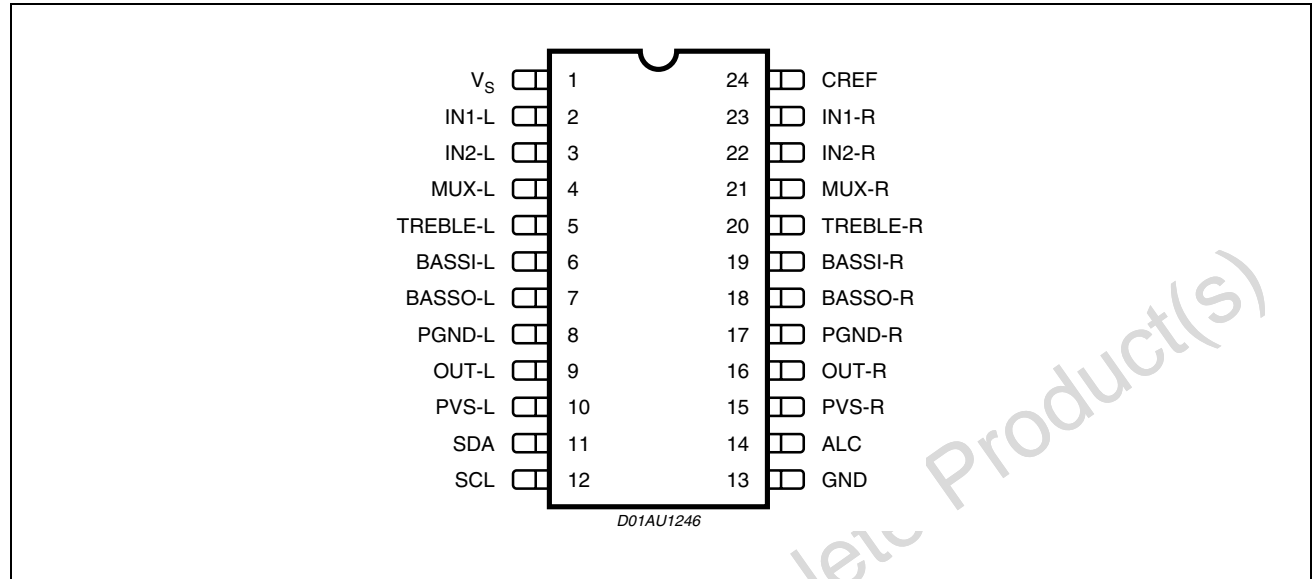 V_S 1 24 CREF
IN1-L 2 23 IN1-R
IN2-L 3 22 IN2-R
MUX-L 4 21 MUX-R
TREBLE-L 5 20 TREBLE-R
BASSI-L 6 19 BASSI-R
BASSO-L 7 18 BASSO-R
PGND-L 8 17 PGND-R
OUT-L 9 16 OUT-R
PVS-L 10 15 PVS-R
SDA 11 14 ALC
SCL 12 13 GND
D01AU1246
Product(s)